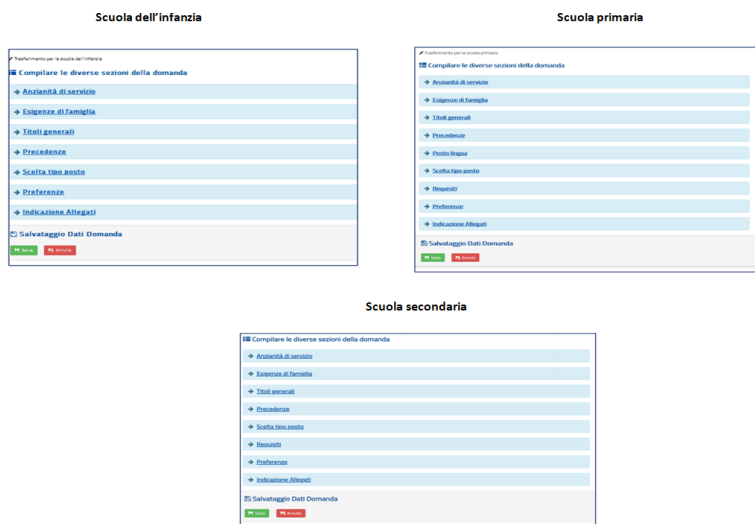 Scuola dell'infanzia
Trasferimento per la scuola dell'infanzia
Compilare le diverse sezioni della domanda
Anzianità di servizio
Esigenze di famiglia
Titoli generali
Precedenze
Scelta tipo posto
Preferenze
Indicazione Allegati
Salvataggio Dati Domanda
Salva Annulla
Scuola primaria
Trasferimento per la scuola primaria
Compilare le diverse sezioni della domanda
Anzianità di servizio
Esigenze di famiglia
Titoli generali
Precedenze
Posto lingua
Scelta tipo posto
Requisiti
Preferenze
Indicazione Allegati
Salvataggio Dati Domanda
Salva Annulla
Scuola secondaria
Compilare le diverse sezioni della domanda
Anzianità di servizio
Esigenze di famiglia
Titoli generali
Precedenze
Scelta tipo posto
Requisiti
Preferenze
Indicazione Allegati
Salvataggio Dati Domanda
Salva Annulla